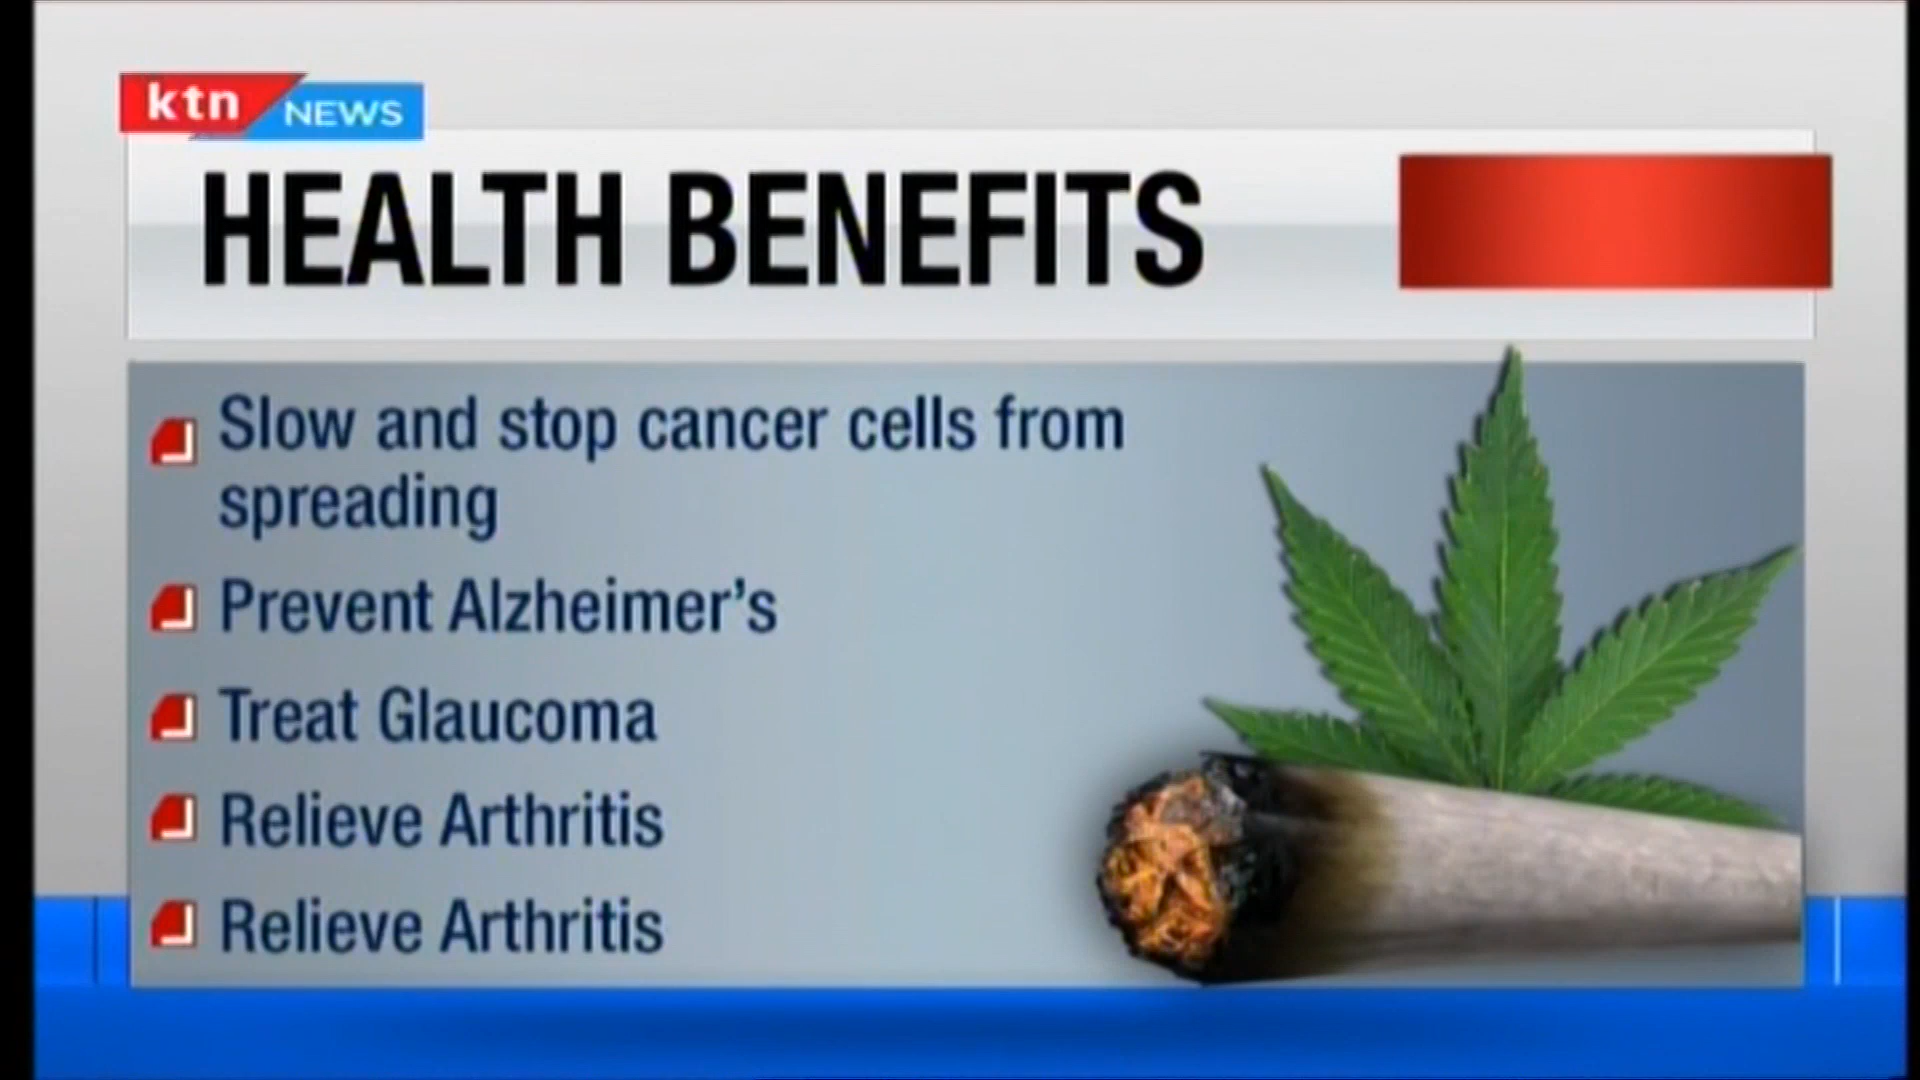 ktn NEWS
HEALTH BENEFITS
Slow and stop cancer cells from
spreading
Prevent Alzheimer's
Treat Glaucoma
Relieve Arthritis
Relieve Arthritis